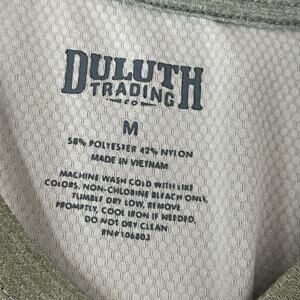 DULUTH
TRADING
CO
M
58% POLYESTER 42% NYLON
MADE IN VIETNAM
MACHINE WASH COLD WITH LIKE
COLORS, NON-CHLORINE BLEACH ONLY,
TUMBLE DRY LOW, REMOVE
PROMPTLY, COOL IRON IF NEEDED,
DO NOT DRY CLEAN
RN#106803